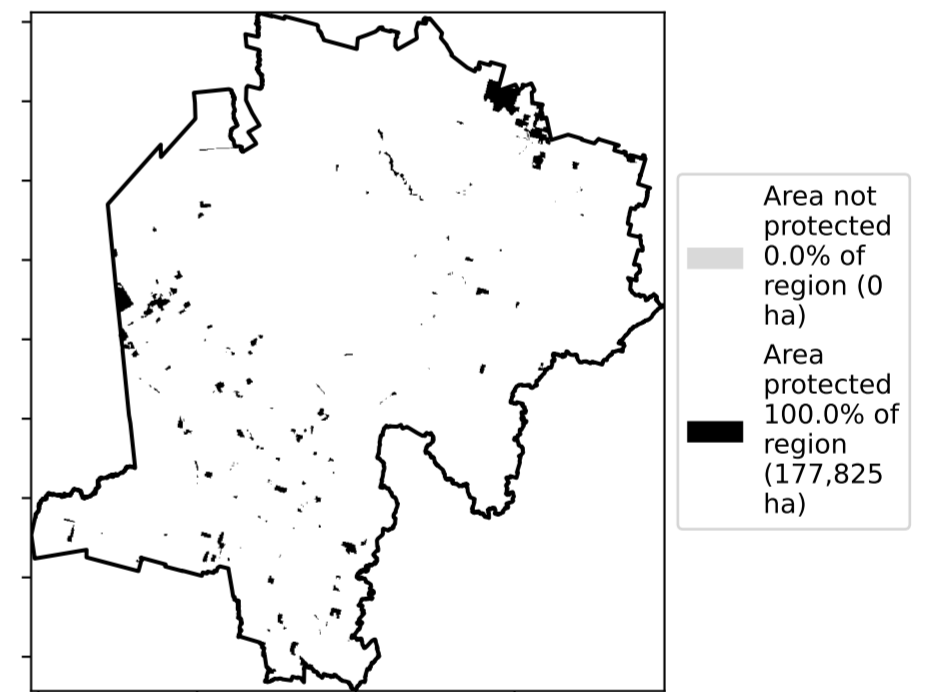 Area not
protected
0.0% of
region (0
ha)
Area
protected
100.0% of
region
(177,825
ha)